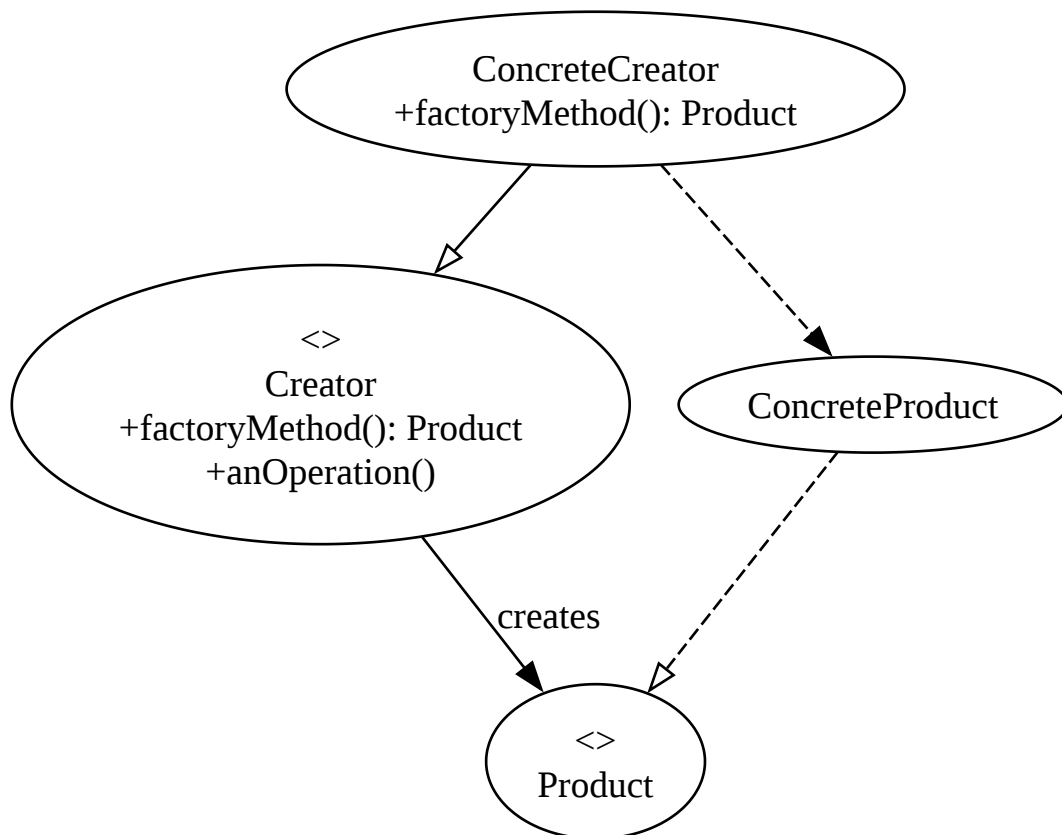 ConcreteCreator
+factoryMethod(): Product
<>
Creator
+factoryMethod(): Product
+anOperation()
ConcreteProduct
creates
<>
Product